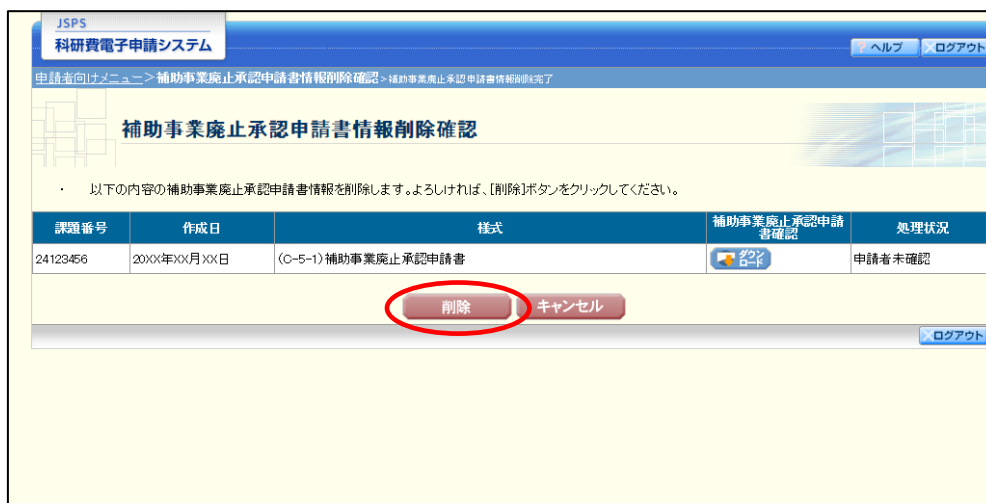 JSPS
科研費電子申請システム
? ヘルプ
ログアウト
申請者向けメニュー>補助事業廃止承認申請書情報削除確認>補助事業廃止承認申請書情報削除完了
補助事業廃止承認申請書情報削除確認
・ 以下の内容の補助事業廃止承認申請書情報を削除します。よろしければ、[削除]ボタンをクリックしてください。
課題番号 作成日 様式 補助事業廃止承認申請書確認 処理状況
24123456 20XX年XX月XX日 (C-5-1)補助事業廃止承認申請書 ダウンロード 申請者未確認
削除 キャンセル
ログアウト